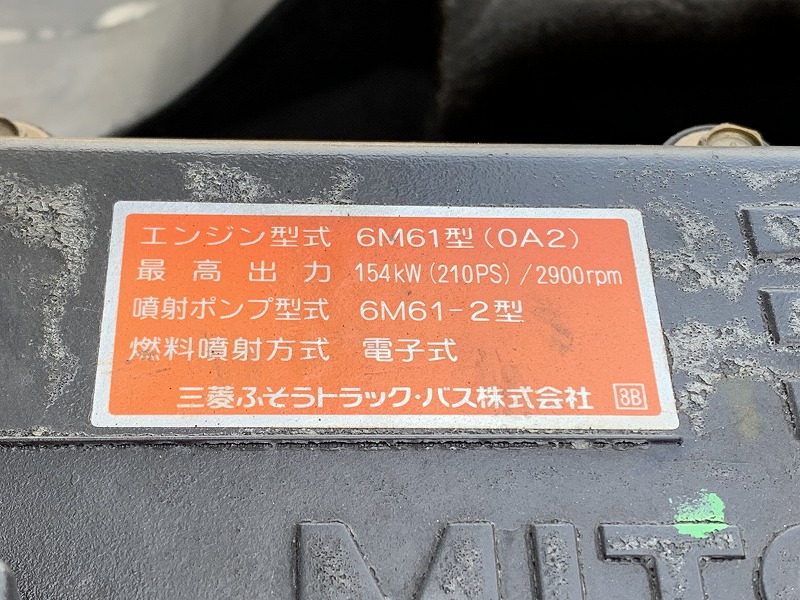 エンジン型式 6M61型(0A2)
最高出力 154kW(210PS)/2900rpm
噴射ポンプ型式 6M61-2型
燃料噴射方式 電子式
三菱ふそうトラック・バス株式会社 3B
MITS